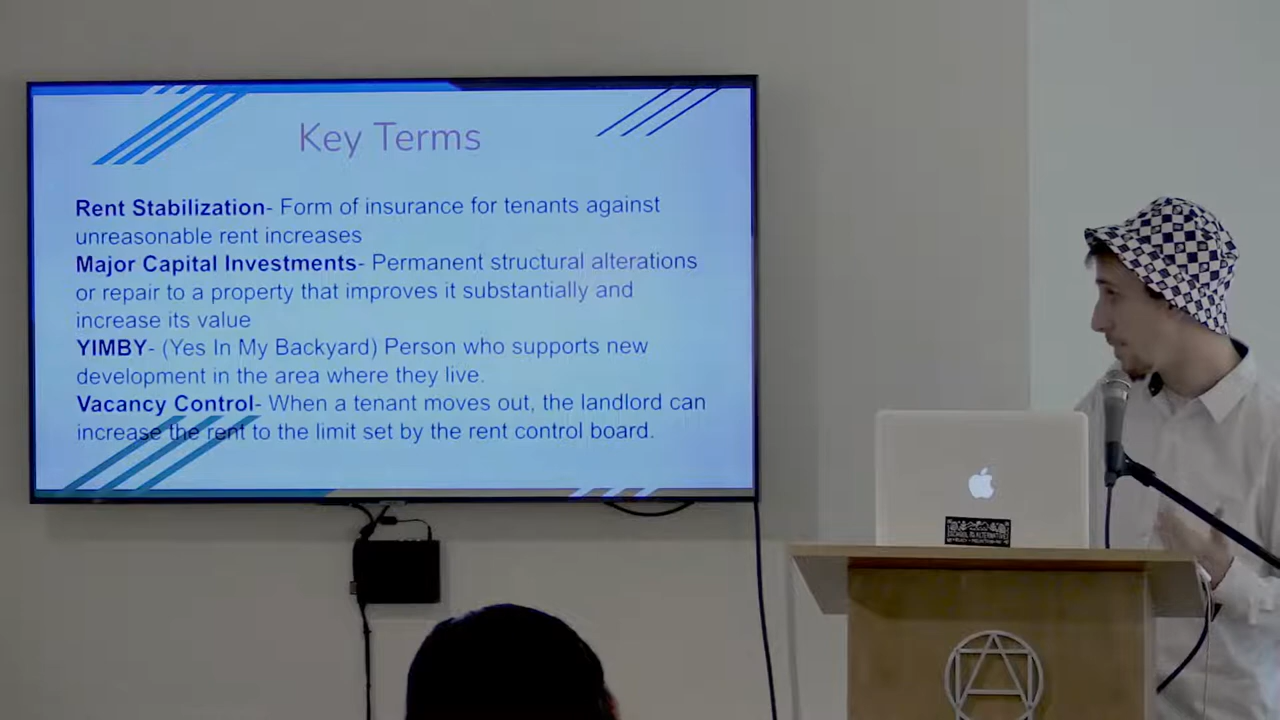 Key Terms
Rent Stabilization- Form of insurance for tenants against
unreasonable rent increases
Major Capital Investments- Permanent structural alterations
or repair to a property that improves it substantially and
increase its value
YIMBY- (Yes In My Backyard) Person who supports new
development in the area where they live.
Vacancy Control- When a tenant moves out, the landlord can
increase the rent to the limit set by the rent control board.